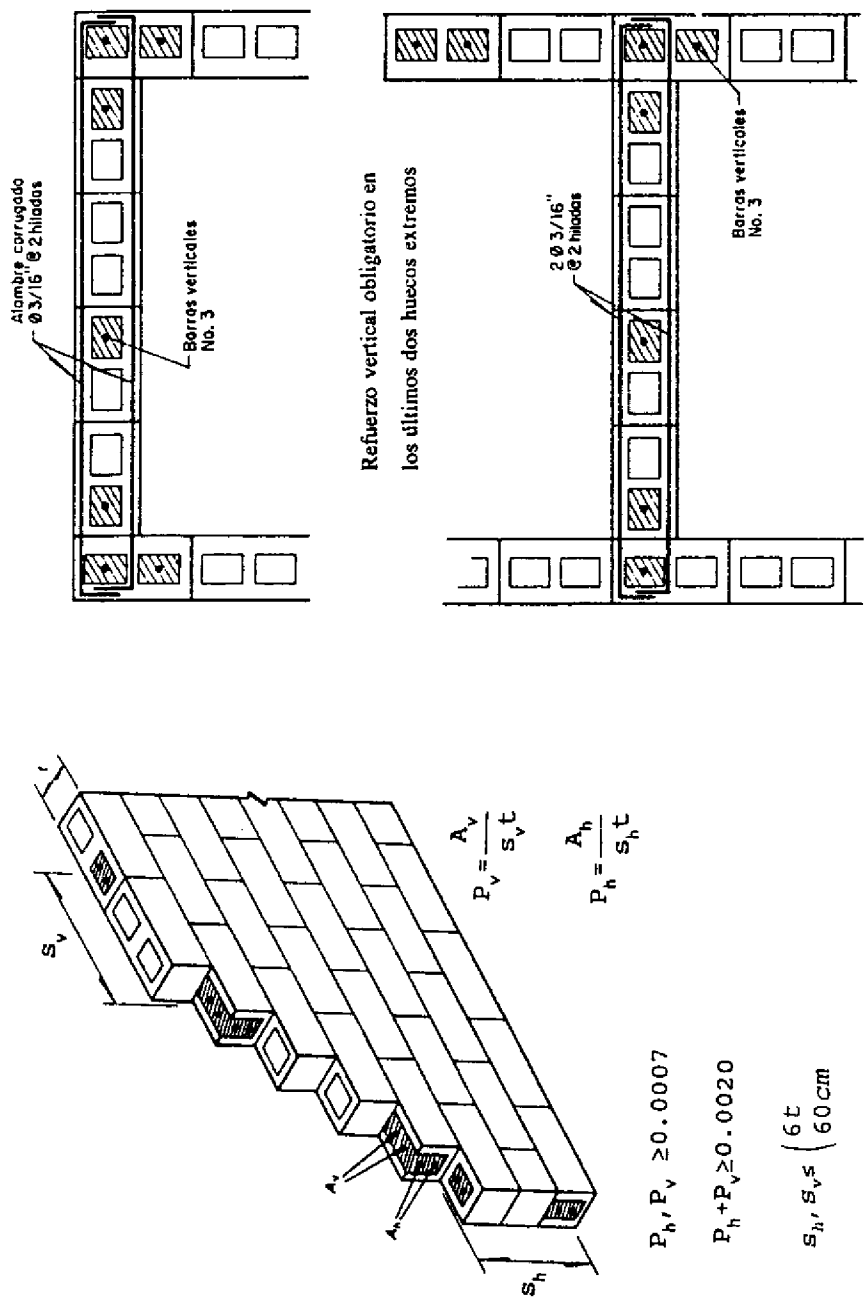 Alambre corrugado
Ø3/16" @ 2 hiladas
Barras verticales
No. 3
Refuerzo vertical obligatorio en
los últimos dos huecos extremos
2 Ø 3/16"
@ 2 hiladas
Barras verticales
No. 3
t
S_v
A_v
A_h
S_h
P_v = A_v / s_v t
P_h = A_h / s_h t
P_h, P_v ≥0.0007
P_h+P_v≥0.0020
s_h, s_v ≤ { 6t
60cm